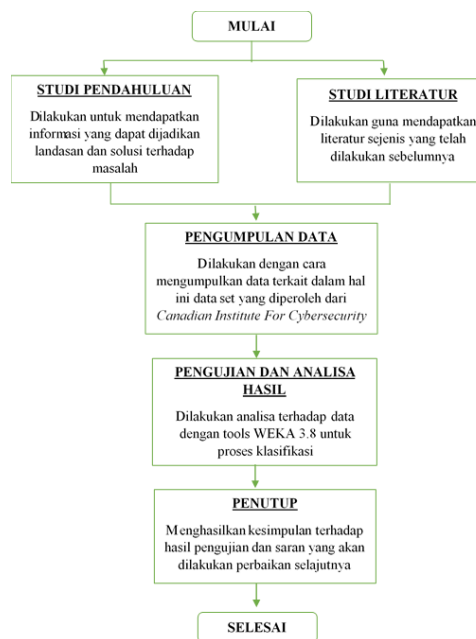 MULAI
STUDI PENDAHULUAN
Dilakukan untuk mendapatkan
informasi yang dapat dijadikan
landasan dan solusi terhadap
masalah
STUDI LITERATUR
Dilakukan guna mendapatkan
literatur sejenis yang telah
dilakukan sebelumnya
PENGUMPULAN DATA
Dilakukan dengan cara
mengumpulkan data terkait dalam hal
ini data set yang diperoleh dari
Canadian Institute For Cybersecurity
PENGUJIAN DAN ANALISA
HASIL
Dilakukan analisa terhadap data
dengan tools WEKA 3.8 untuk
proses klasifikasi
PENUTUP
Menghasilkan kesimpulan terhadap
hasil pengujian dan saran yang akan
dilakukan perbaikan selajutnya
SELESAI